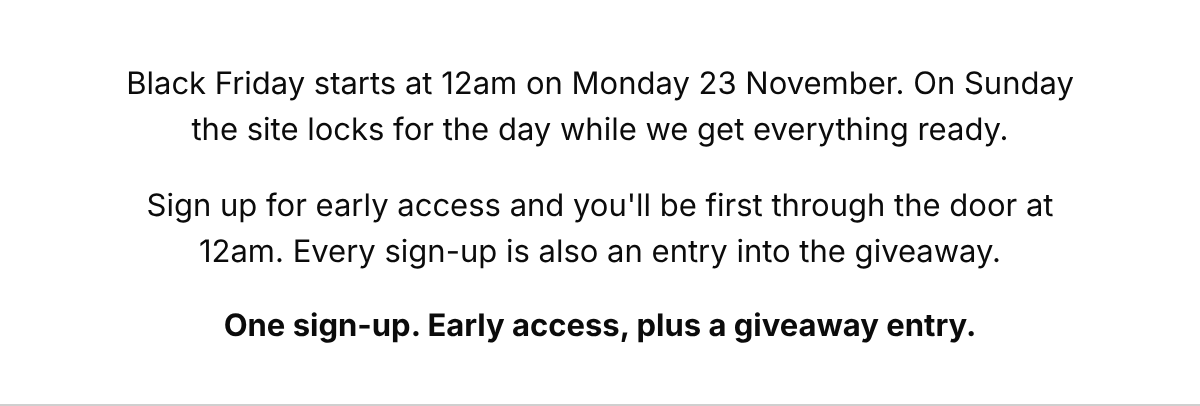 Black Friday starts at 12am on Monday 23 November. On Sunday
the site locks for the day while we get everything ready.
Sign up for early access and you'll be first through the door at
12am. Every sign-up is also an entry into the giveaway.
One sign-up. Early access, plus a giveaway entry.